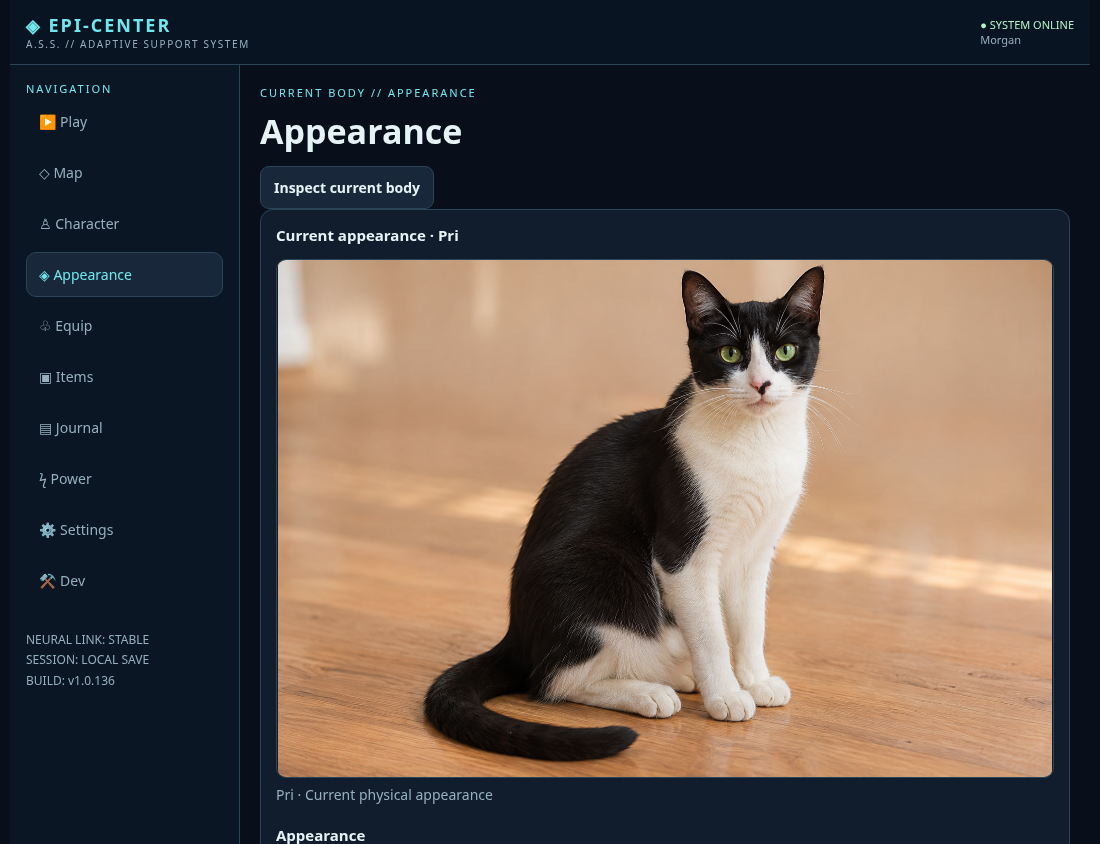 ◈ EPI-CENTER
A.S.S. // ADAPTIVE SUPPORT SYSTEM
● SYSTEM ONLINE
Morgan
NAVIGATION
▶️ Play
◇ Map
♙ Character
◈ Appearance
♧ Equip
▣ Items
▤ Journal
ϟ Power
⚙️ Settings
⚒️ Dev
NEURAL LINK: STABLE
SESSION: LOCAL SAVE
BUILD: v1.0.136
CURRENT BODY // APPEARANCE
Appearance
Inspect current body
Current appearance · Pri
Pri · Current physical appearance
Appearance